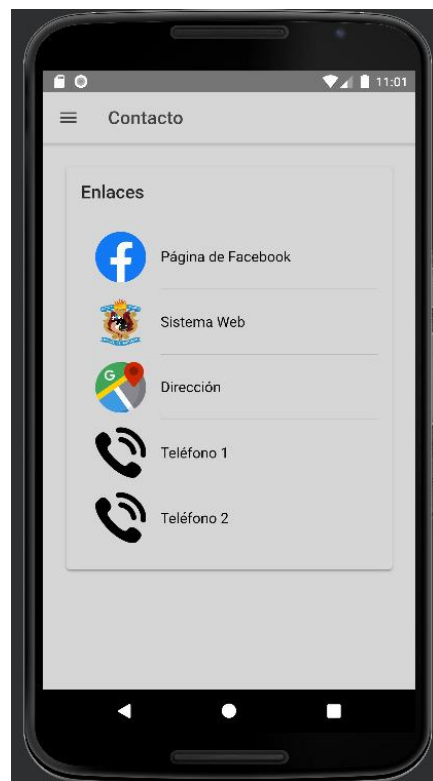 11:01
Contacto
Enlaces
Página de Facebook
Sistema Web
G
Dirección
Teléfono 1
Teléfono 2